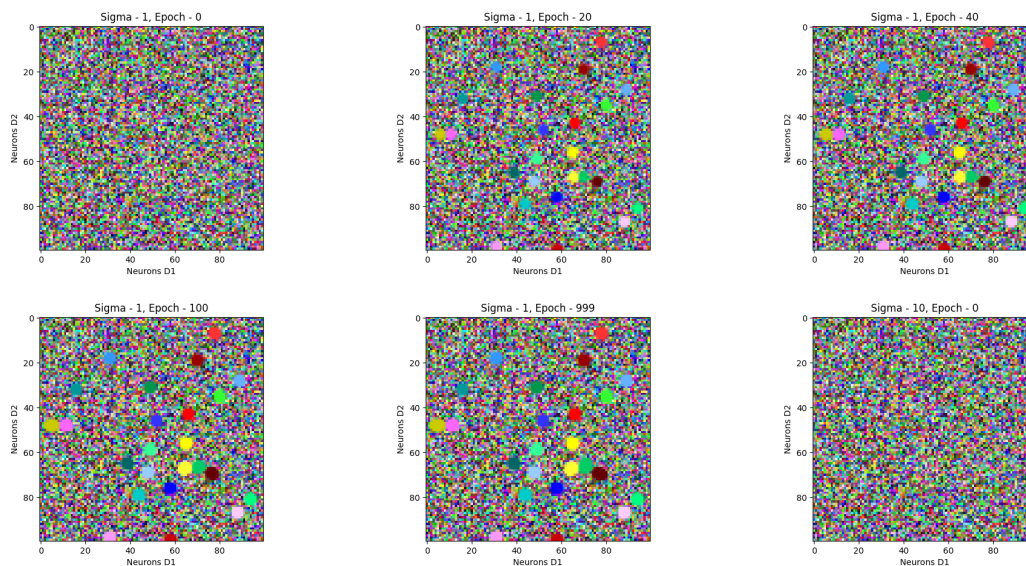 Sigma - 1, Epoch - 0
0
20
40
60
80
Neurons D2
0 20 40 60 80
Neurons D1
Sigma - 1, Epoch - 20
0
20
40
60
80
Neurons D2
0 20 40 60 80
Neurons D1
Sigma - 1, Epoch - 40
0
20
40
60
80
Neurons D2
0 20 40 60 80
Neurons D1
Sigma - 1, Epoch - 100
0
20
40
60
80
Neurons D2
0 20 40 60 80
Neurons D1
Sigma - 1, Epoch - 999
0
20
40
60
80
Neurons D2
0 20 40 60 80
Neurons D1
Sigma - 10, Epoch - 0
0
20
40
60
80
Neurons D2
0 20 40 60 80
Neurons D1